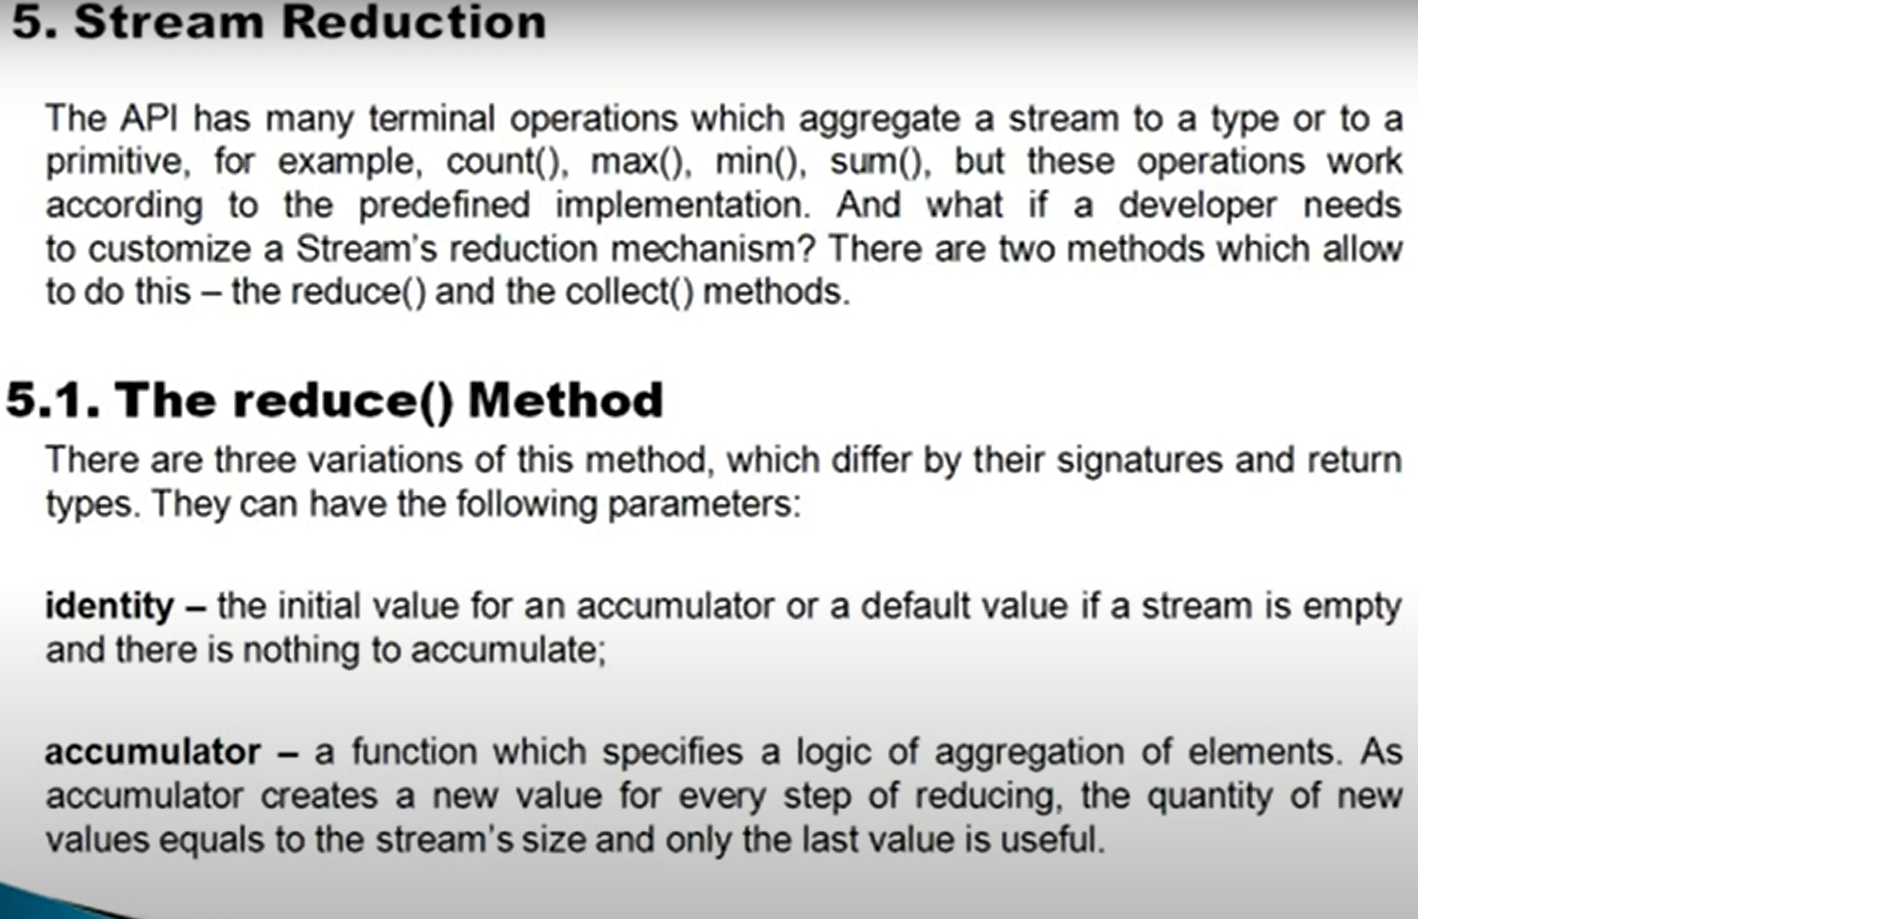 5. Stream Reduction
The API has many terminal operations which aggregate a stream to a type or to a
primitive, for example, count(), max(), min(), sum(), but these operations work
according to the predefined implementation. And what if a developer needs
to customize a Stream's reduction mechanism? There are two methods which allow
to do this – the reduce() and the collect() methods.
5.1. The reduce() Method
There are three variations of this method, which differ by their signatures and return
types. They can have the following parameters:
identity – the initial value for an accumulator or a default value if a stream is empty
and there is nothing to accumulate;
accumulator – a function which specifies a logic of aggregation of elements. As
accumulator creates a new value for every step of reducing, the quantity of new
values equals to the stream's size and only the last value is useful.